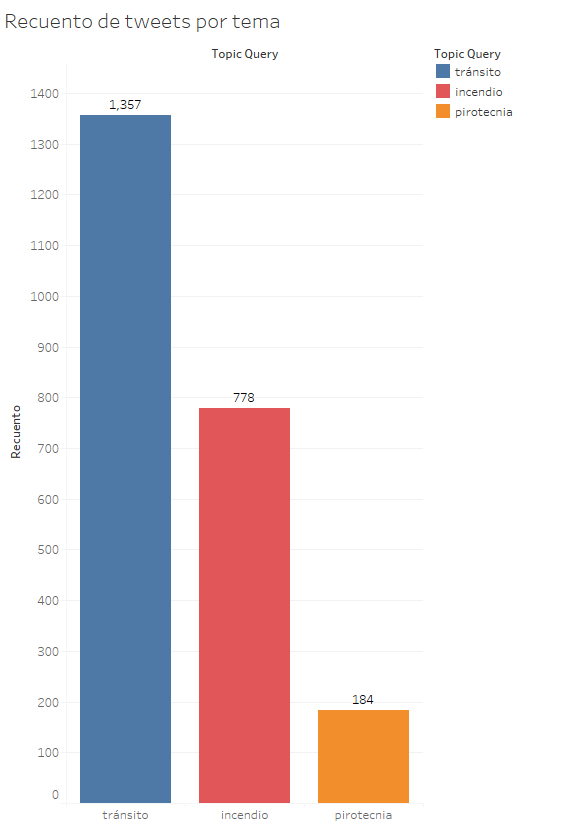 Recuento de tweets por tema
Topic Query
Topic Query
tránsito
incendio
pirotecnia
1400
1300
1200
1100
1000
900
800
700
600
500
400
300
200
100
0
Recuento
1,357
778
184
tránsito
incendio
pirotecnia